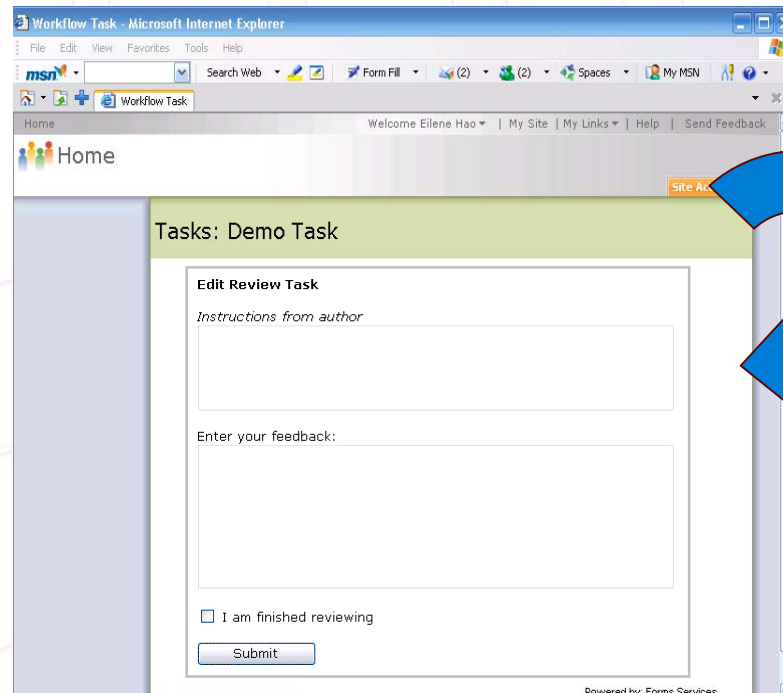 Workflow Task - Microsoft Internet Explorer
File Edit View Favorites Tools Help
msn Search Web Form Fill (2) (2) Spaces My MSN
Workflow Task
Home Welcome Eilene Hao | My Site | My Links | Help | Send Feedback
Home
Site
Tasks: Demo Task
Edit Review Task
Instructions from author
Enter your feedback:
I am finished reviewing
Submit
Powered by: Forms Services